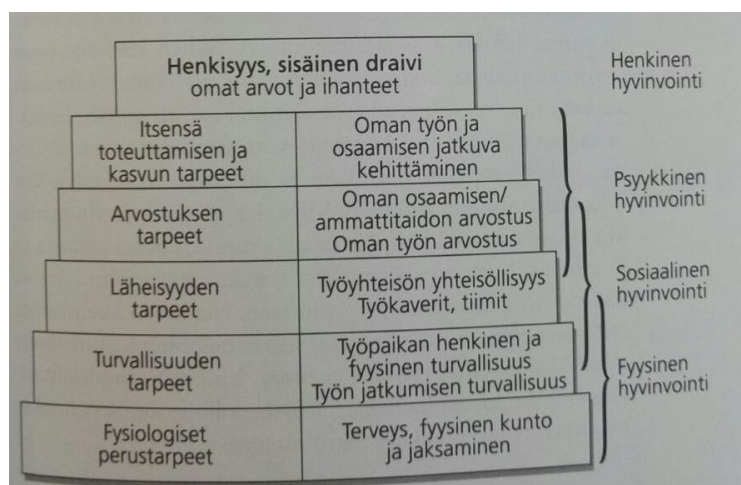 Henkisyys, sisäinen draivi
omat arvot ja ihanteet
Henkinen
hyvinvointi
Itsensä
toteuttamisen ja
kasvun tarpeet
Oman työn ja
osaamisen jatkuva
kehittäminen
Psyykkinen
hyvinvointi
Arvostuksen
tarpeet
Oman osaamisen/
ammattitaidon arvostus
Oman työn arvostus
Läheisyyden
tarpeet
Työyhteisön yhteisöllisyys
Työkaverit, tiimit
Sosiaalinen
hyvinvointi
Turvallisuuden
tarpeet
Työpaikan henkinen ja
fyysinen turvallisuus
Työn jatkumisen turvallisuus
Fyysinen
hyvinvointi
Fysiologiset
perustarpeet
Terveys, fyysinen kunto
ja jaksaminen